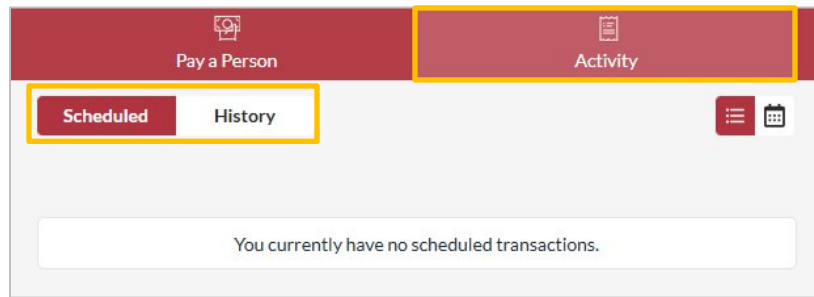 Pay a Person
Activity
Scheduled
History
You currently have no scheduled transactions.